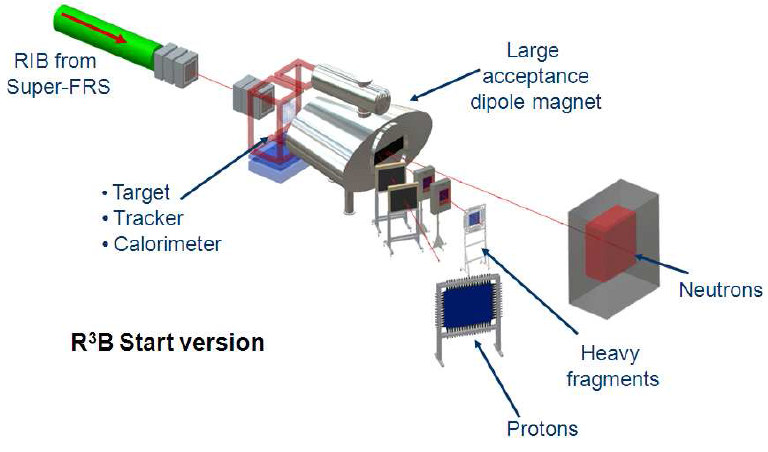 RIB from
Super-FRS
Large
acceptance
dipole magnet
• Target
• Tracker
• Calorimeter
Neutrons
R³B Start version
Heavy
fragments
Protons